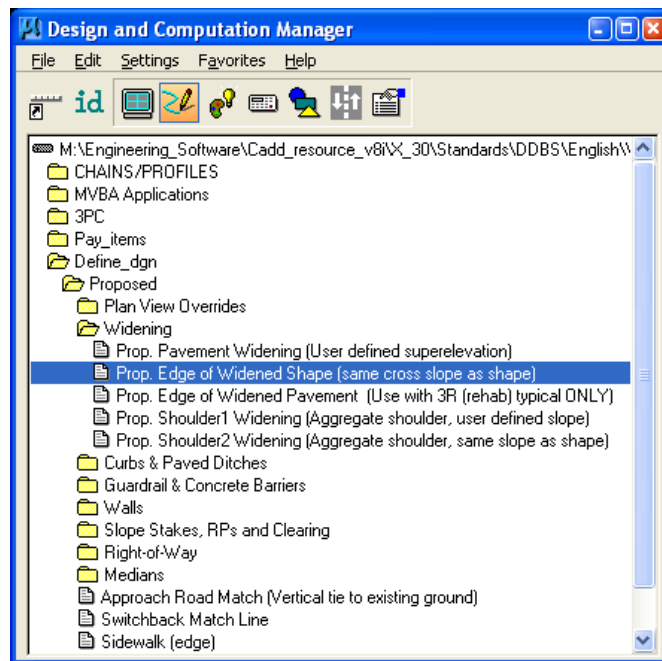 Design and Computation Manager
File Edit Settings Favorites Help
id
M:\Engineering_Software\Cadd_resource_v8i\X_30\Standards\DDBS\English\\
CHAINS/PROFILES
MVBA Applications
3PC
Pay_items
Define_dgn
Proposed
Plan View Overrides
Widening
Prop. Pavement Widening (User defined superelevation)
Prop. Edge of Widened Shape (same cross slope as shape)
Prop. Edge of Widened Pavement (Use with 3R (rehab) typical ONLY)
Prop. Shoulder1 Widening (Aggregate shoulder, user defined slope)
Prop. Shoulder2 Widening (Aggregate shoulder, same slope as shape)
Curbs & Paved Ditches
Guardrail & Concrete Barriers
Walls
Slope Stakes, RPs and Clearing
Right-of-Way
Medians
Approach Road Match (Vertical tie to existing ground)
Switchback Match Line
Sidewalk (edge)